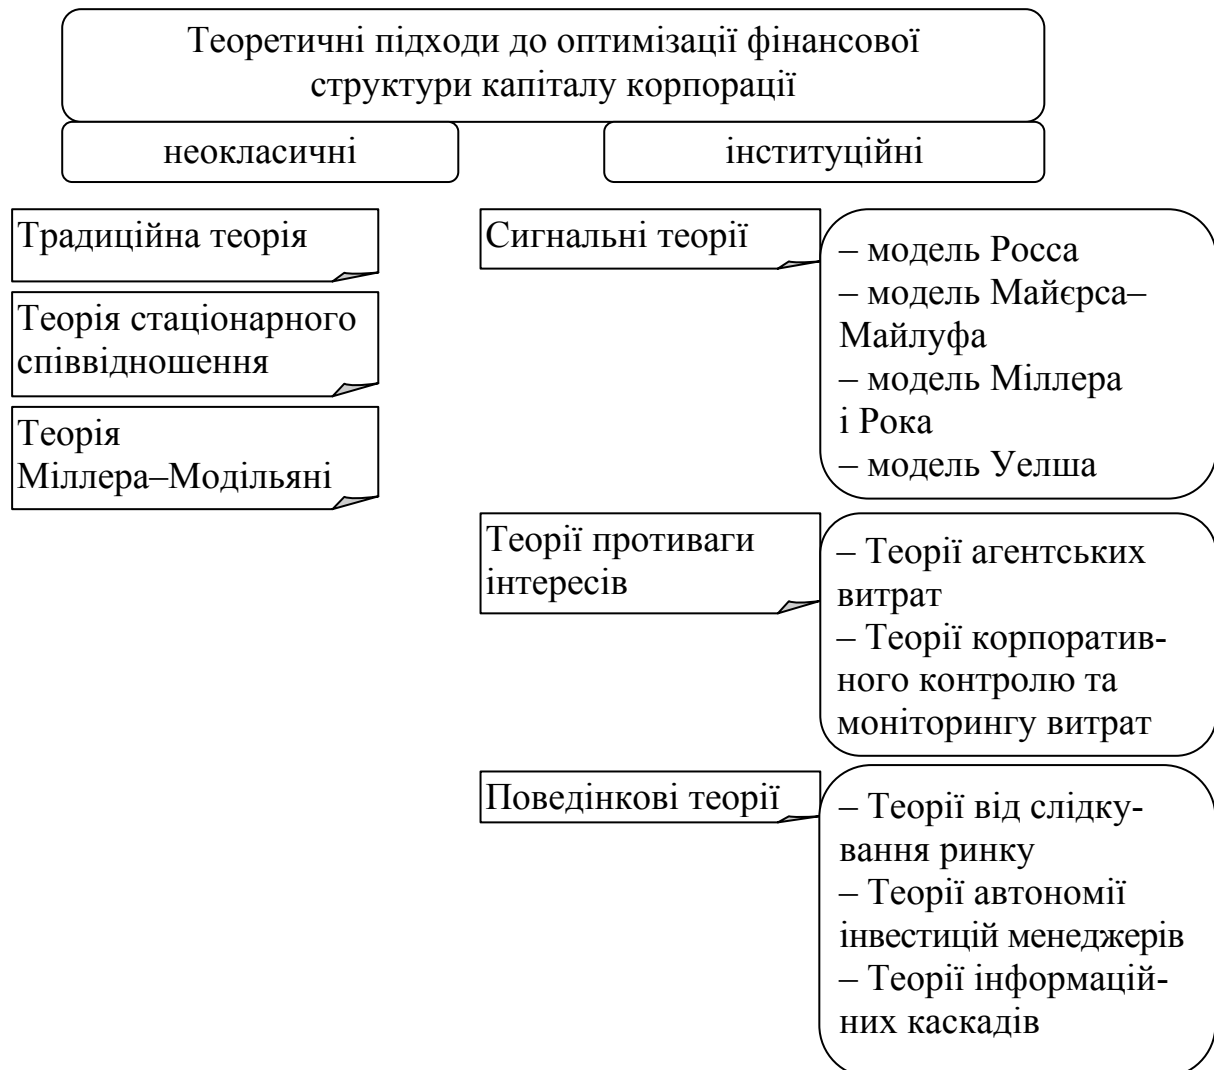 Теоретичні підходи до оптимізації фінансової
структури капіталу корпорації
неокласичні
інституційні
Традиційна теорія
Теорія стаціонарного
співвідношення
Теорія
Міллера–Модільяні
Сигнальні теорії
– модель Росса
– модель Майєрса–
Майлуфа
– модель Міллера
і Рока
– модель Уелша
Теорії противаги
інтересів
– Теорії агентських
витрат
– Теорії корпоратив-
ного контролю та
моніторингу витрат
Поведінкові теорії
– Теорії від слідку-
вання ринку
– Теорії автономії
інвестицій менеджерів
– Теорії інформацій-
них каскадів